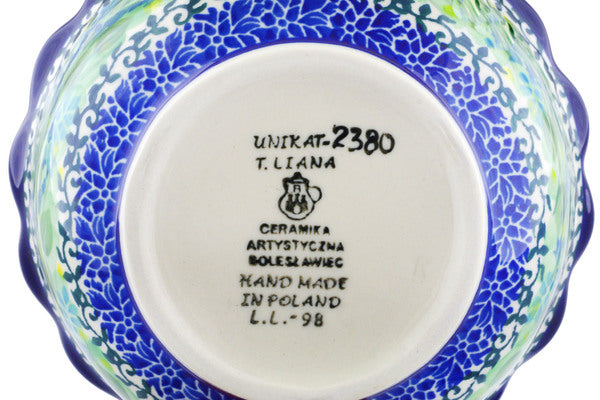 UNIKAT-2380
T. LIANA
CERAMIKA
ARTYSTYCZNA
BOLESŁAWIEC
HAND MADE
IN POLAND
L.L.-98